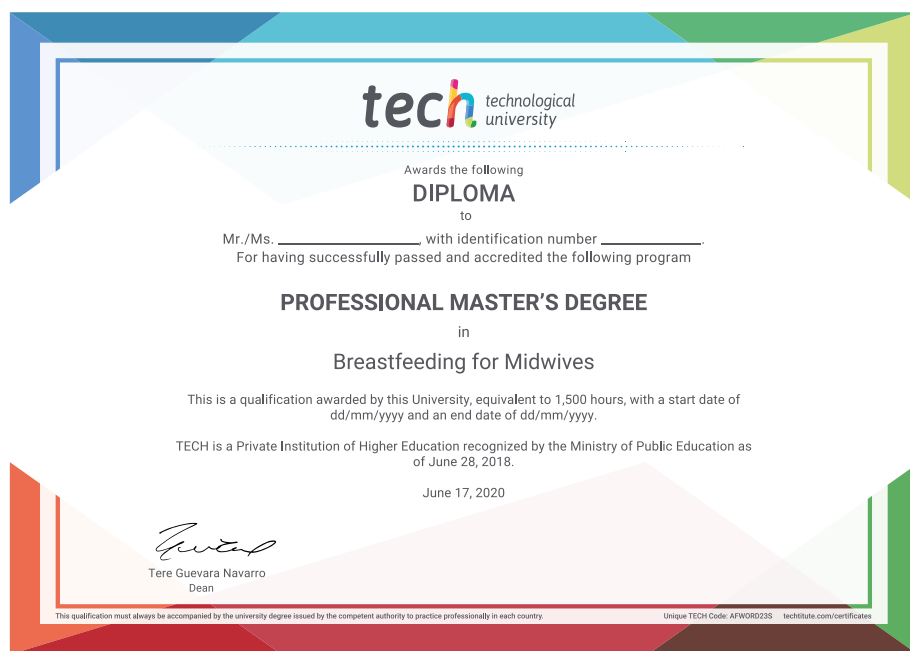 tech technological
university
Awards the following
DIPLOMA
to
Mr./Ms. ____________________, with identification number ______________.
For having successfully passed and accredited the following program
PROFESSIONAL MASTER'S DEGREE
in
Breastfeeding for Midwives
This is a qualification awarded by this University, equivalent to 1,500 hours, with a start date of
dd/mm/yyyy and an end date of dd/mm/yyyy.
TECH is a Private Institution of Higher Education recognized by the Ministry of Public Education as
of June 28, 2018.
June 17, 2020
Tere Guevara Navarro
Dean
This qualification must always be accompanied by the university degree issued by the competent authority to practice professionally in each country. Unique TECH Code: AFWORD23S techtitute.com/certificates